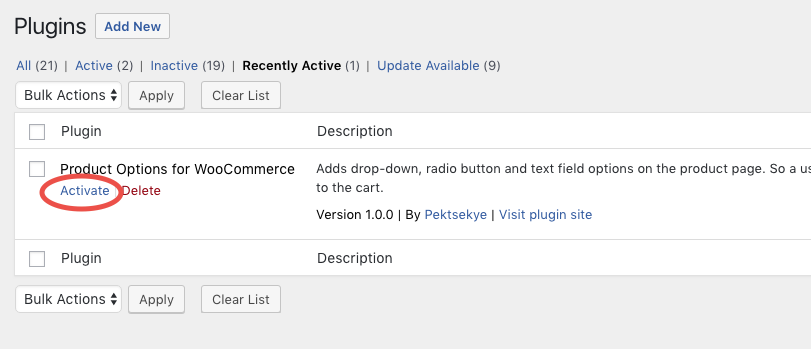 Plugins Add New
All (21) | Active (2) | Inactive (19) | Recently Active (1) | Update Available (9)
Bulk Actions Apply Clear List
Plugin Description
Product Options for WooCommerce Adds drop-down, radio button and text field options on the product page. So a
Activate | Delete to the cart.
Version 1.0.0 | By Pektsekye | Visit plugin site
Plugin Description
Bulk Actions Apply Clear List